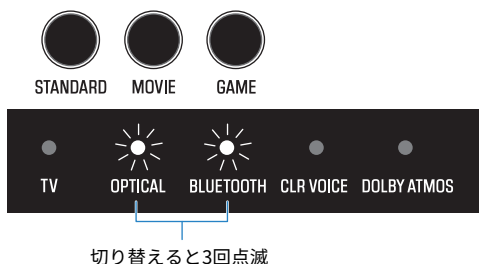 STANDARD MOVIE GAME
TV OPTICAL BLUETOOTH CLR VOICE DOLBY ATMOS
切り替えると3回点滅